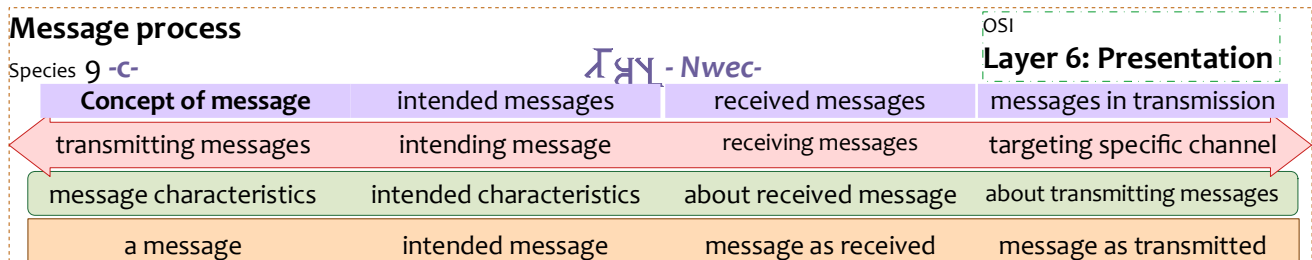 Message process
OSI
Species 9 -c-
- Nwec-
Layer 6: Presentation
Concept of message intended messages received messages messages in transmission
transmitting messages intending message receiving messages targeting specific channel
message characteristics intended characteristics about received message about transmitting messages
a message intended message message as received message as transmitted